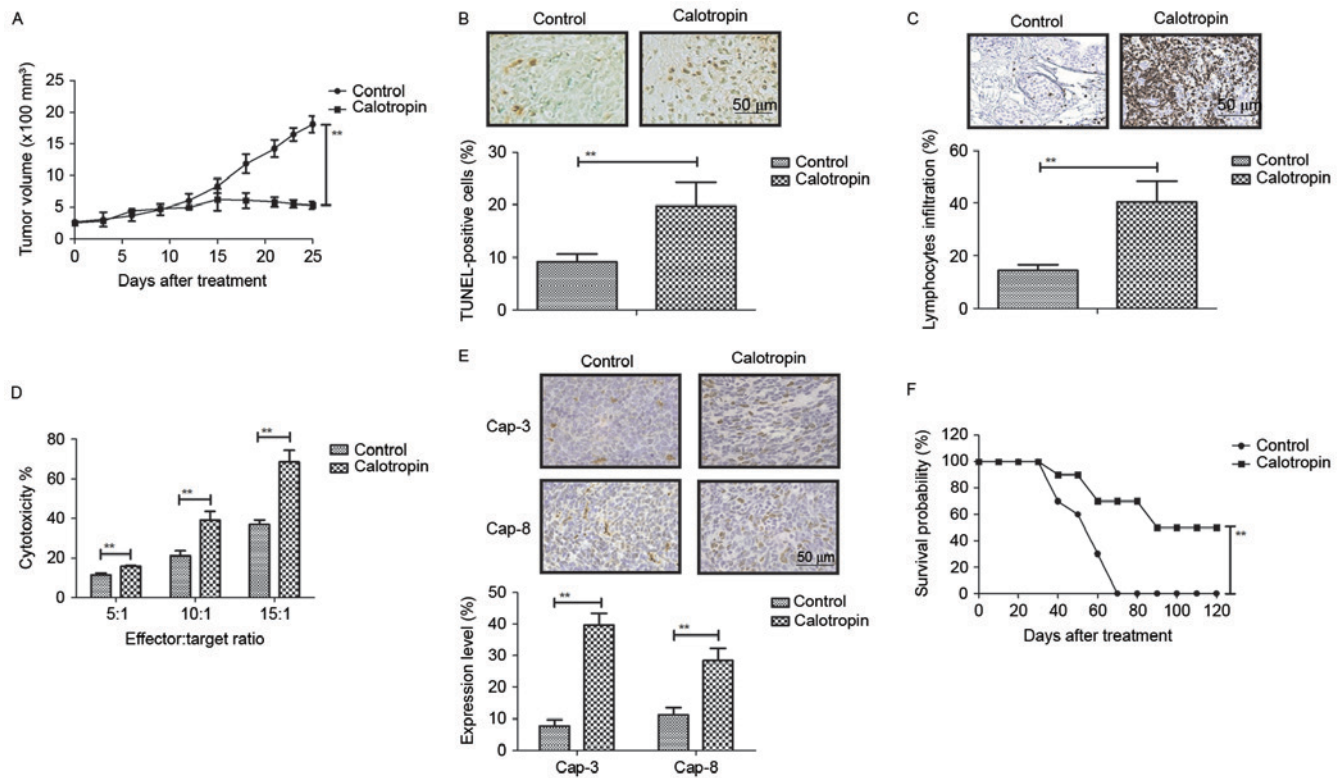 A
Tumor volume (x100 mm³)
25
20
15
10
5
0
0 5 10 15 20 25
Days after treatment
Control
Calotropin
**
B
Control Calotropin
50 μm
TUNEL-positive cells (%)
30
20
10
0
**
Control
Calotropin
C
Control Calotropin
50 μm
Lymphocytes infiltration (%)
60
40
20
0
**
Control
Calotropin
D
Cytotoxicity %
80
60
40
20
0
** ** **
5:1 10:1 15:1
Effector:target ratio
Control
Calotropin
E
Control Calotropin
Cap-3
Cap-8
50 μm
Expression level (%)
50
40
30
20
10
0
** **
Cap-3 Cap-8
Control
Calotropin
F
Survival probability (%)
120
100
80
60
40
20
0
0 20 40 60 80 100 120
Days after treatment
Control
Calotropin
**